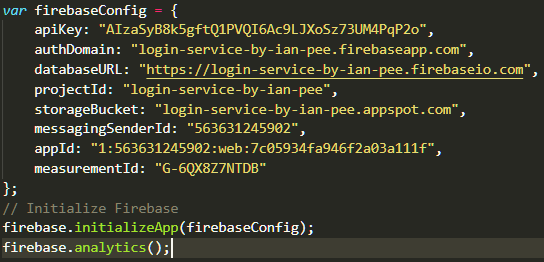 var firebaseConfig = {
apiKey: "AIzaSyB8k5gftQ1PVQI6Ac9LJXoSz73UM4PqP2o",
authDomain: "login-service-by-ian-pee.firebaseapp.com",
databaseURL: "https://login-service-by-ian-pee.firebaseio.com",
projectId: "login-service-by-ian-pee",
storageBucket: "login-service-by-ian-pee.appspot.com",
messagingSenderId: "563631245902",
appId: "1:563631245902:web:7c05934fa946f2a03a111f",
measurementId: "G-6QX8Z7NTDB"
};
// Initialize Firebase
firebase.initializeApp(firebaseConfig);
firebase.analytics();